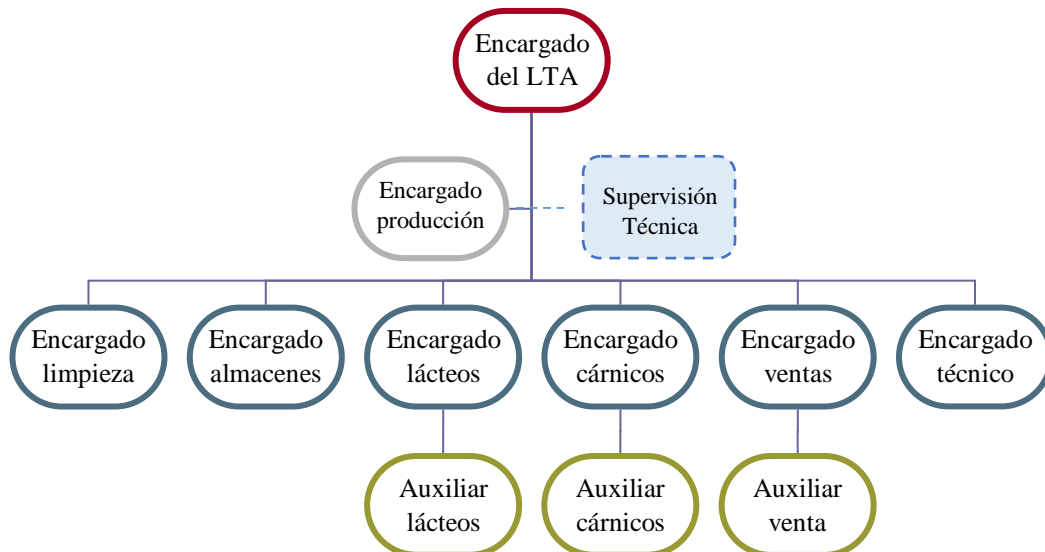 Encargado
del LTA
Encargado
producción
Supervisión
Técnica
Encargado
limpieza
Encargado
almacenes
Encargado
lácteos
Encargado
cárnicos
Encargado
ventas
Encargado
técnico
Auxiliar
lácteos
Auxiliar
cárnicos
Auxiliar
venta